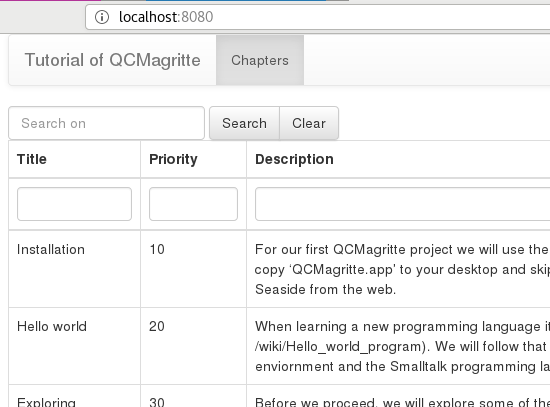 localhost:8080
Tutorial of QCMagritte Chapters
Search on Search Clear
Title Priority Description
Installation 10 For our first QCMagritte project we will use the
copy ‘QCMagritte.app’ to your desktop and skip
Seaside from the web.
Hello world 20 When learning a new programming language it
/wiki/Hello_world_program). We will follow that
enviornment and the Smalltalk programming la
Exploring 30 Before we proceed, we will explore some of the